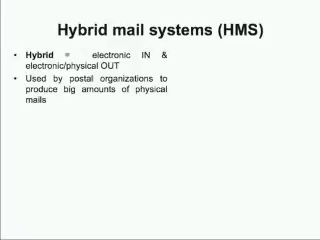 Hybrid mail systems (HMS)
• Hybrid = electronic IN &
electronic/physical OUT
• Used by postal organizations to
produce big amounts of physical
mails